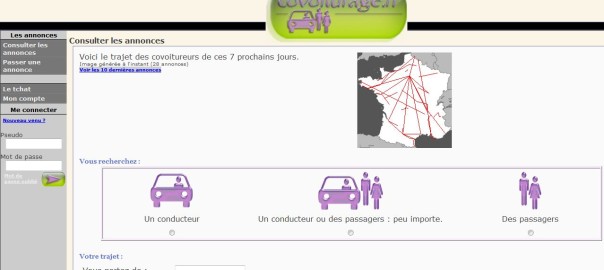 covoiturage.fr
Les annonces
Consulter les
annonces
Passer une
annonce
Le tchat
Mon compte
Me connecter
Nouveau venu ?
Pseudo
Mot de passe
Mot de
passe oublié
Consulter les annonces
Voici le trajet des covoitureurs de ces 7 prochains jours.
Image générée à l'instant (28 annonces)
Voir les 10 dernières annonces
Vous recherchez :
Un conducteur
Un conducteur ou des passagers : peu importe.
Des passagers
Votre trajet :
Vous partez de :